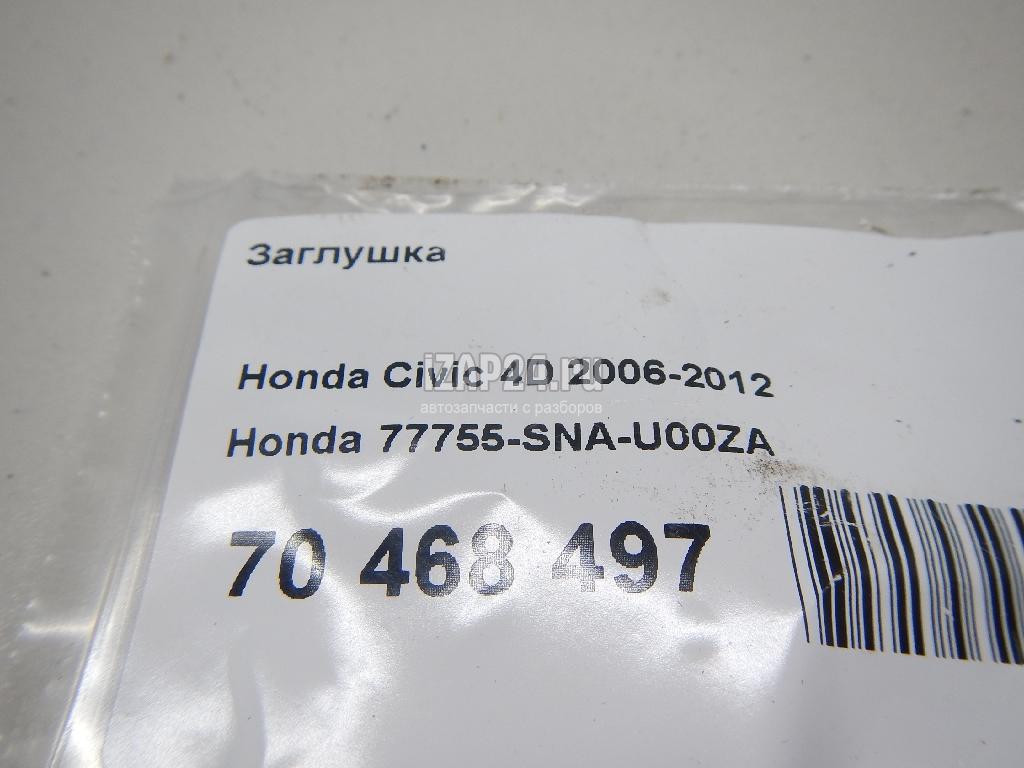 Заглушка
Honda Civic 4D 2006-2012
iZAP24.ru
автозапчасти с разборов
Honda 77755-SNA-U00ZA
70 468 497